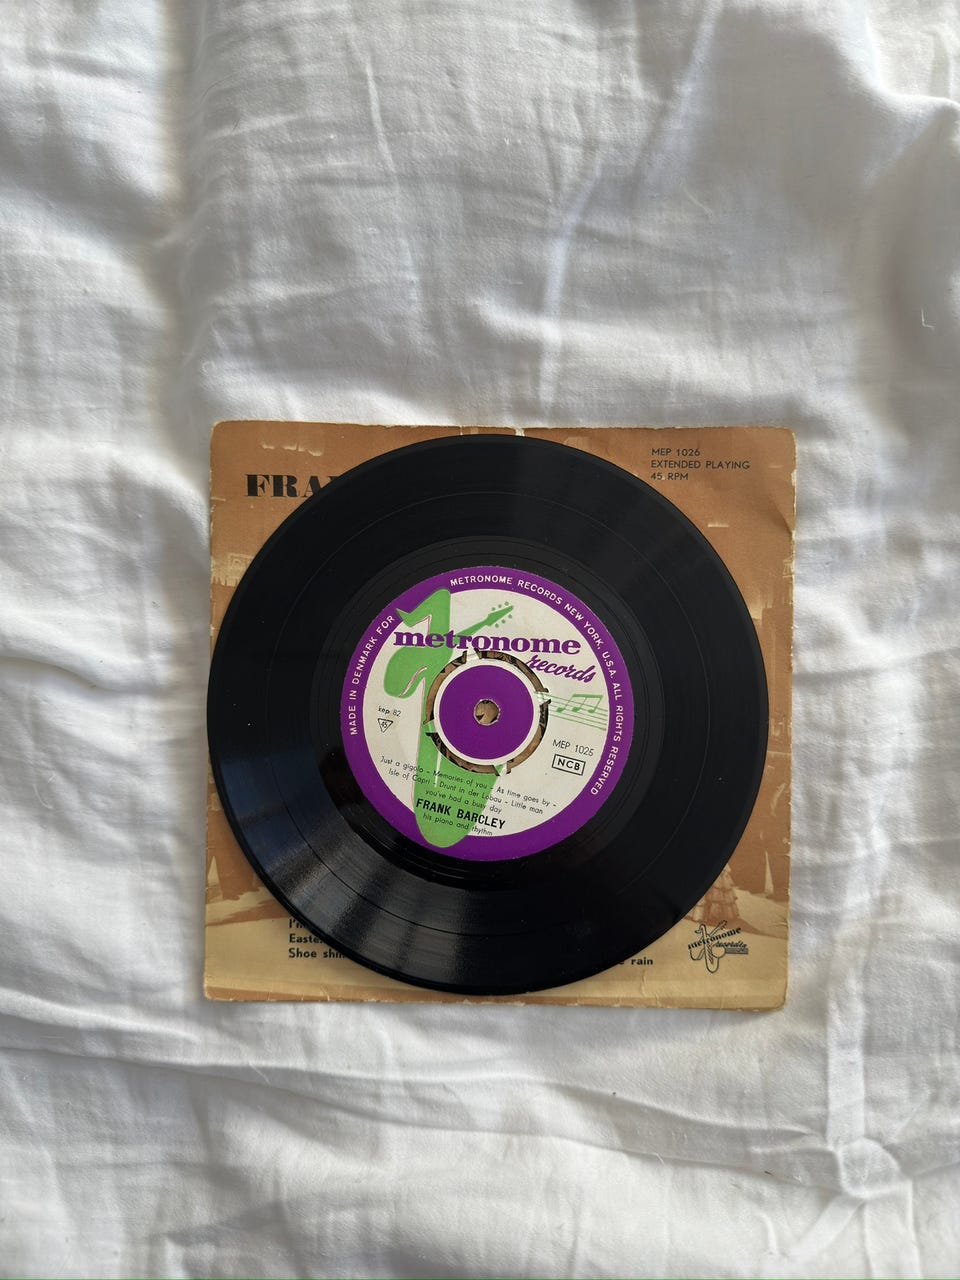 FRA
MEP 1026
EXTENDED PLAYING
45 RPM
MADE IN DENMARK FOR METRONOME RECORDS NEW YORK, U.S.A. ALL RIGHTS RESERVED
metronome
records
kep. 82
45
MEP 1025
NCB
Just a gigolo - Memories of you - As time goes by -
Isle of Capri - Drunt in der Lobau - Little man
you've had a busy day
FRANK BARCLEY
his piano and rhythm
I'm
Easte
Shoe shin
rain
metronome
records